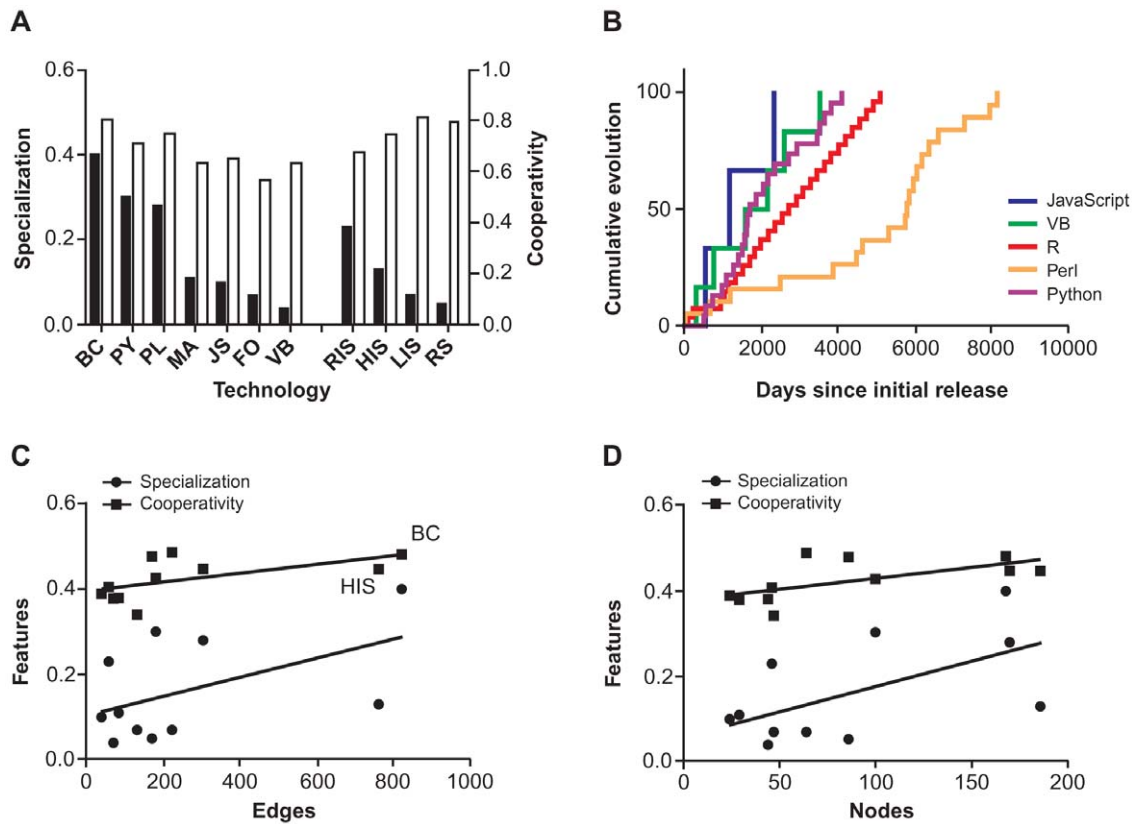 A
0.6
0.4
0.2
0.0
Specialization
1.0
0.8
0.6
0.4
0.2
0.0
Cooperativity
BC PY PL MA JS FO VB RIS HIS LIS RS
Technology
B
100
50
0
Cumulative evolution
JavaScript
VB
R
Perl
Python
0 2000 4000 6000 8000 10000
Days since initial release
C
Specialization
Cooperativity
0.6
0.4
0.2
0.0
Features
BC
HIS
0 200 400 600 800 1000
Edges
D
Specialization
Cooperativity
0.6
0.4
0.2
0.0
Features
0 50 100 150 200
Nodes